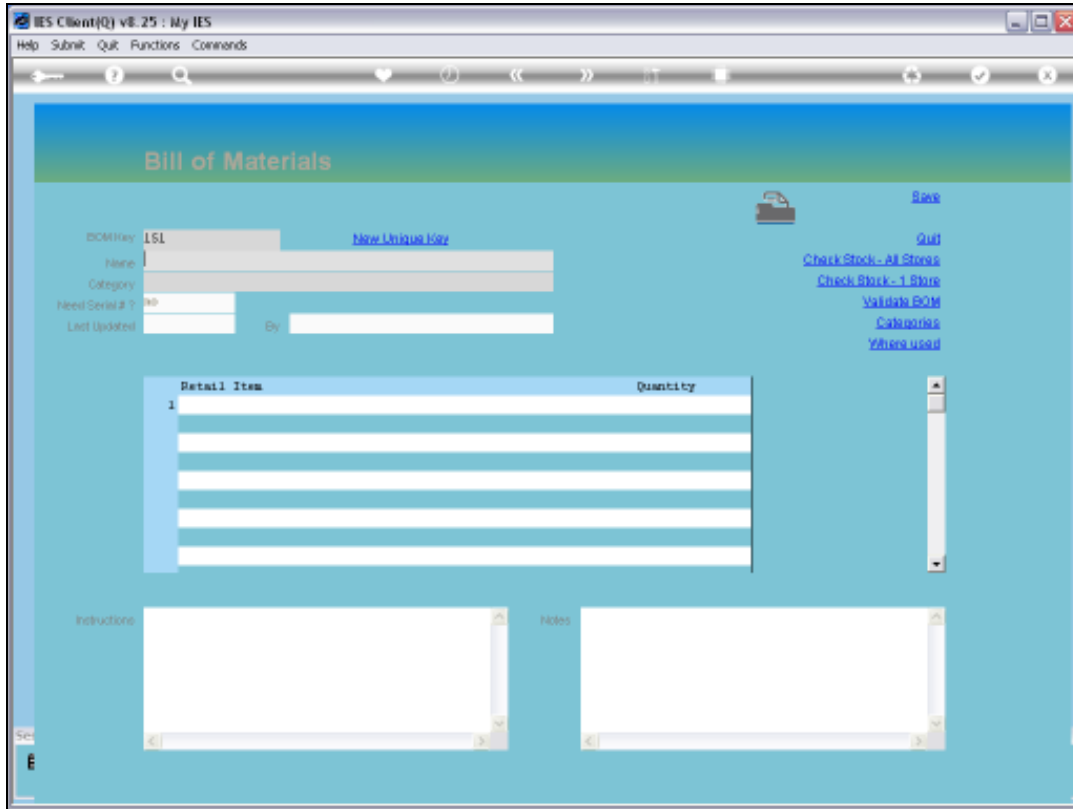 IES Client(Q) v8.25 : My IES
Help Submit Quit Functions Commands
Bill of Materials
Save
BOM Key 151 New Unique Key Quit
Name Check Stock - All Stores
Category Check Stock - 1 Store
Need Serial # ? no Validate BOM
Last Updated By Categories
Where used
Retail Item Quantity
1
Instructions Notes